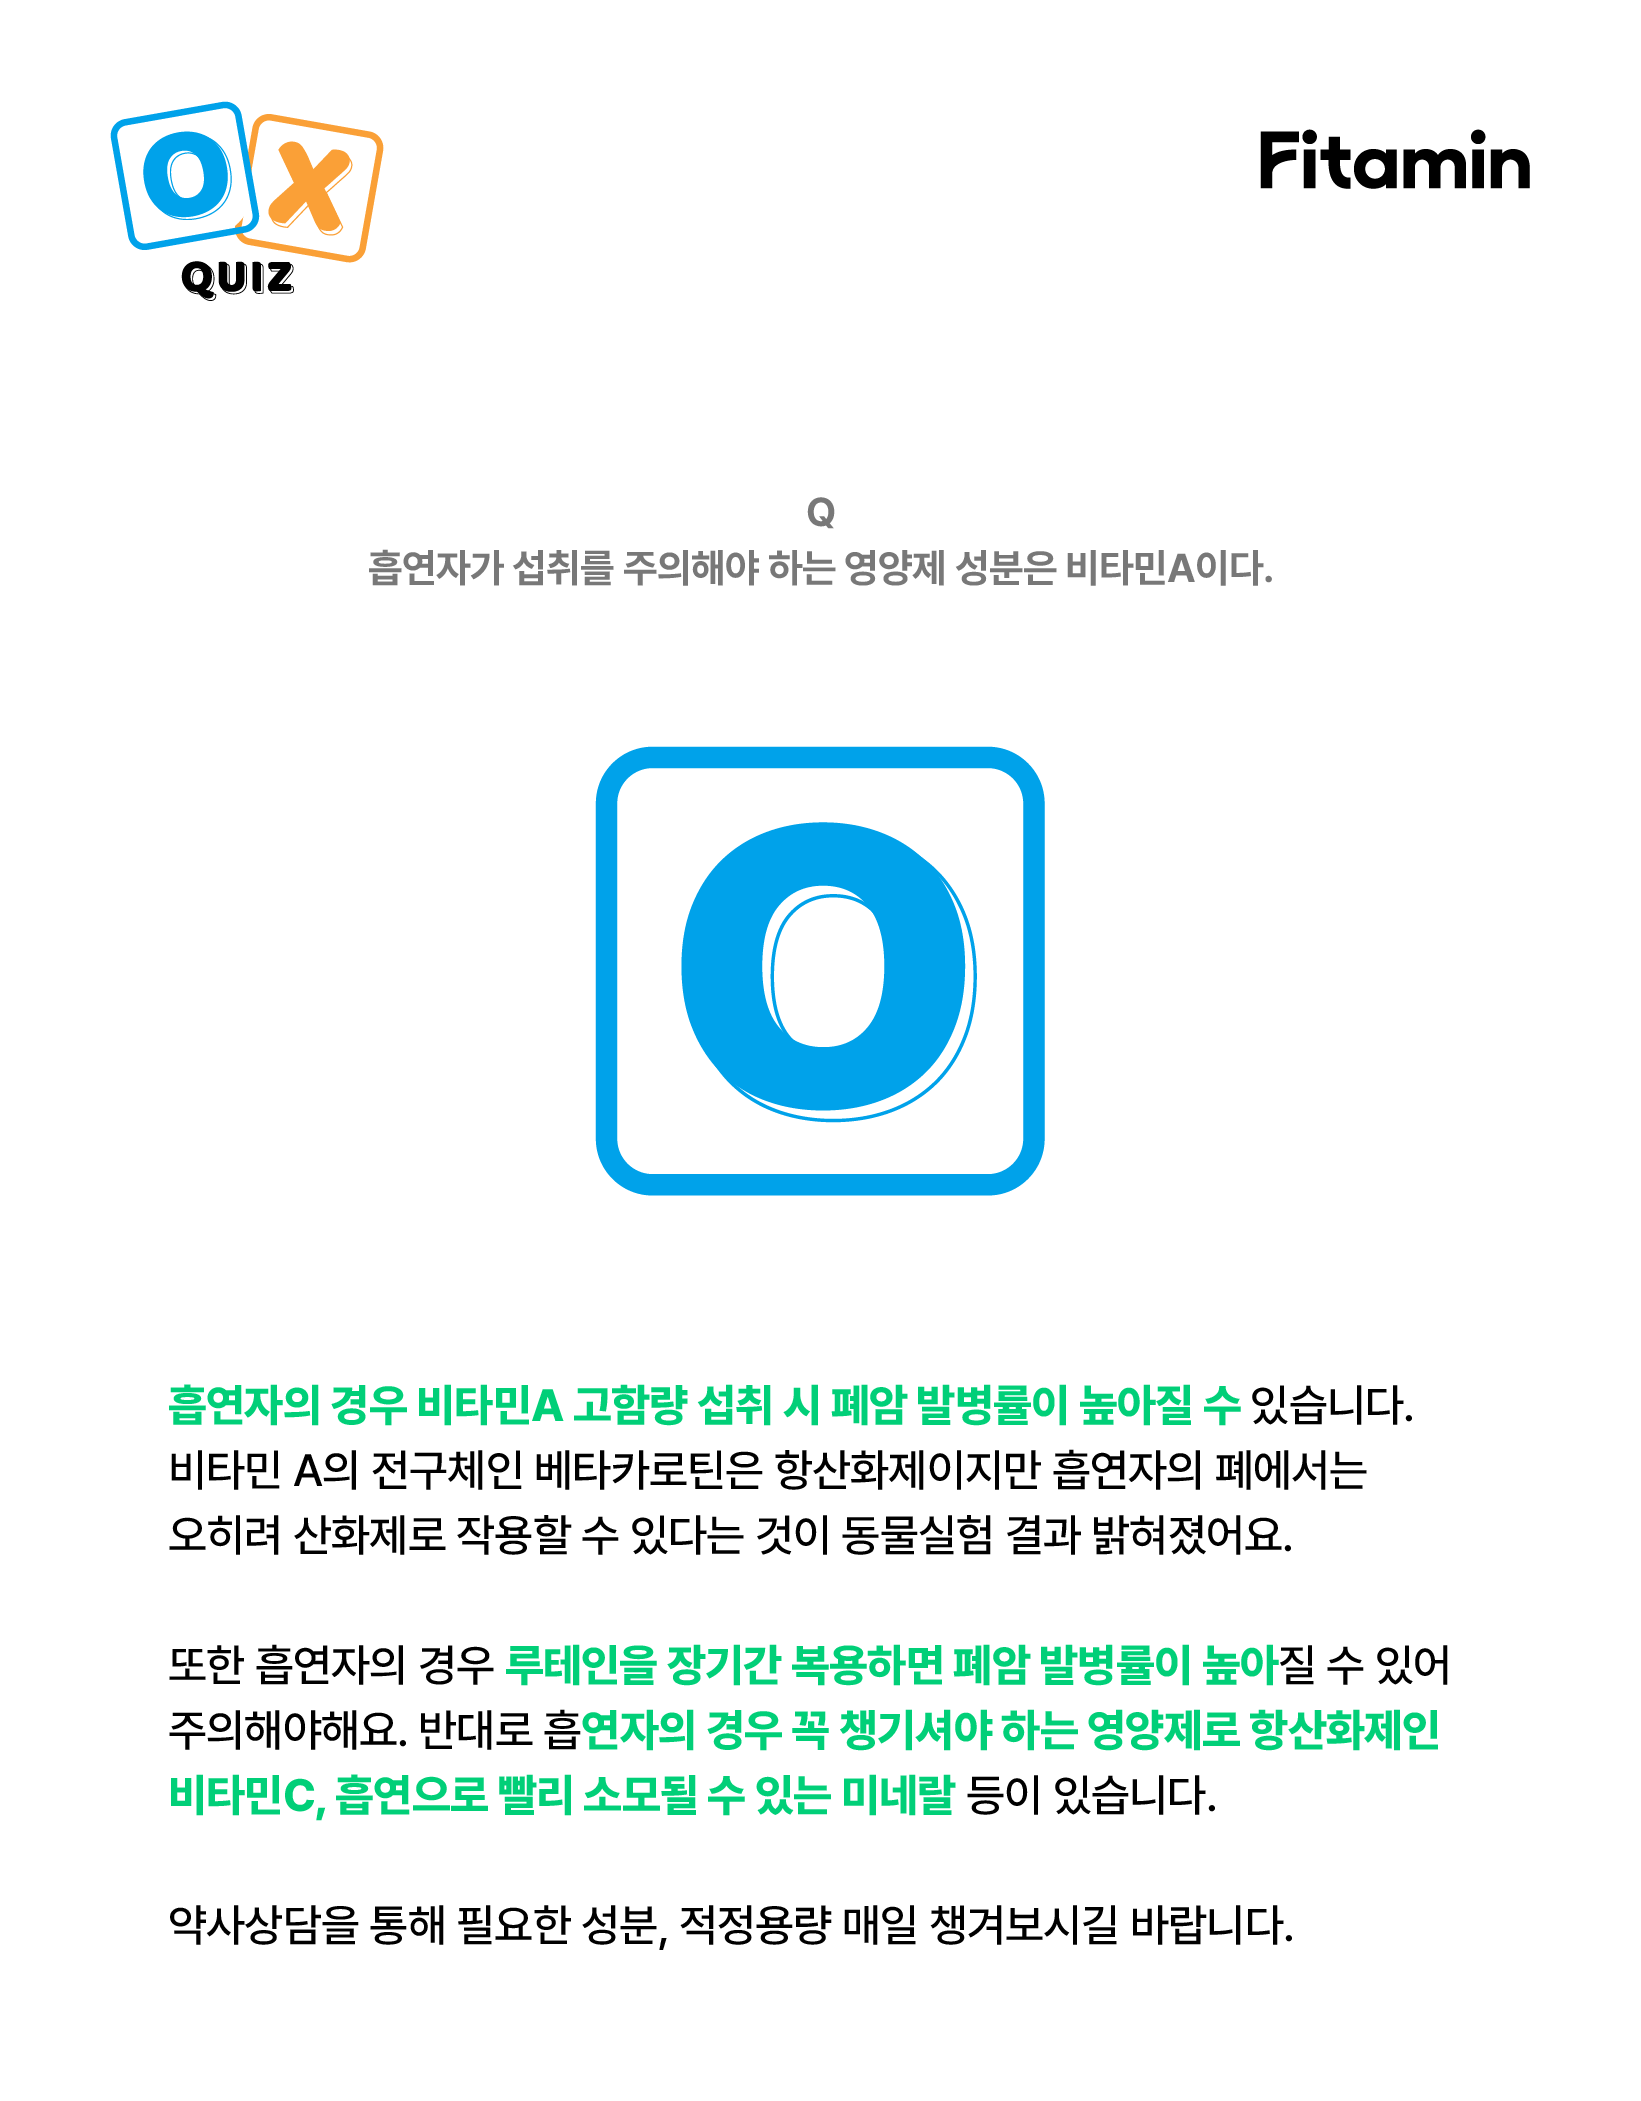 O X
QUIZ
Fitamin
Q
흡연자가 섭취를 주의해야 하는 영양제 성분은 비타민A이다.
O
흡연자의 경우 비타민A 고함량 섭취 시 폐암 발병률이 높아질 수 있습니다.
비타민 A의 전구체인 베타카로틴은 항산화제이지만 흡연자의 폐에서는
오히려 산화제로 작용할 수 있다는 것이 동물실험 결과 밝혀졌어요.
또한 흡연자의 경우 루테인을 장기간 복용하면 폐암 발병률이 높아질 수 있어
주의해야해요. 반대로 흡연자의 경우 꼭 챙기셔야 하는 영양제로 항산화제인
비타민C, 흡연으로 빨리 소모될 수 있는 미네랄 등이 있습니다.
약사상담을 통해 필요한 성분, 적정용량 매일 챙겨보시길 바랍니다.